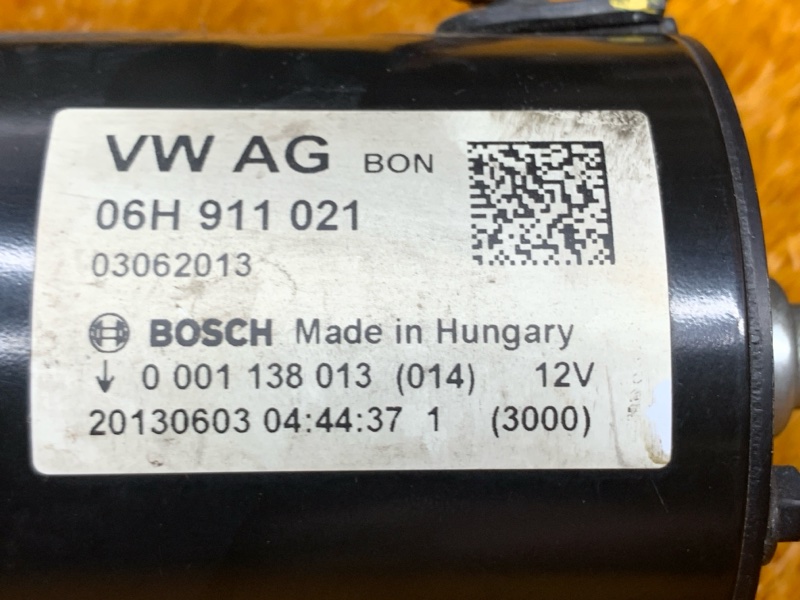 VW AG BON
06H 911 021
03062013
BOSCH Made in Hungary
↓ 0 001 138 013 (014) 12V
20130603 04:44:37 1 (3000)